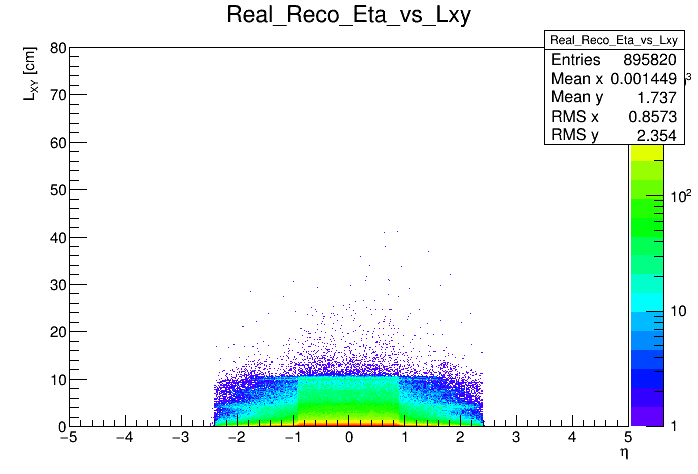 Real_Reco_Eta_vs_Lxy
Real_Reco_Eta_vs_Lxy
Entries 895820
Mean x 0.001449
Mean y 1.737
RMS x 0.8573
RMS y 2.354
L_XY [cm]
80
70
60
50
40
30
20
10
0
−5 −4 −3 −2 −1 0 1 2 3 4 5
η
10²
10
1